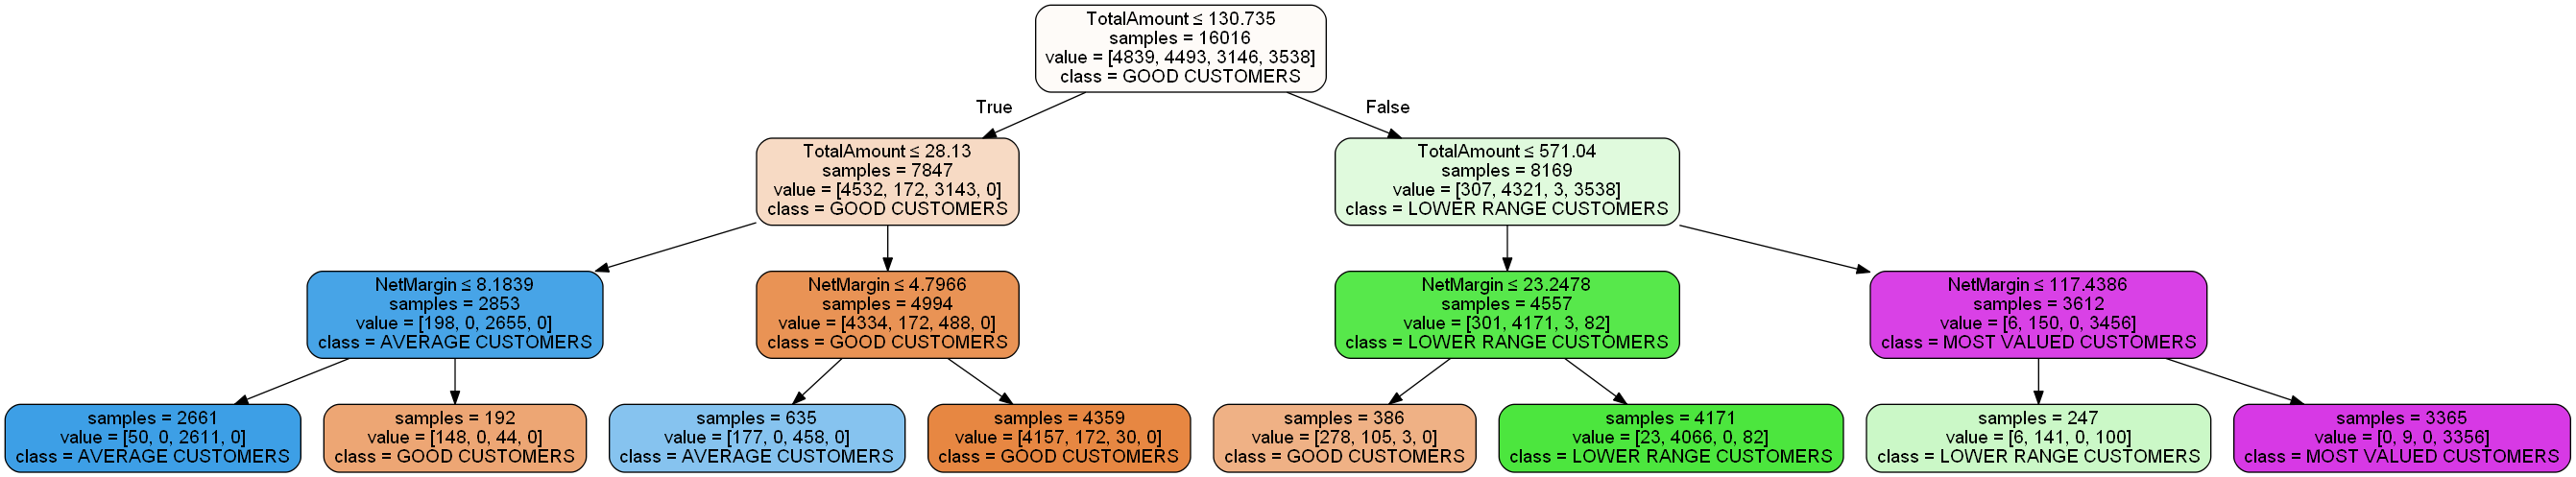 TotalAmount ≤ 130.735
samples = 16016
value = [4839, 4493, 3146, 3538]
class = GOOD CUSTOMERS
True
False
TotalAmount ≤ 28.13
samples = 7847
value = [4532, 172, 3143, 0]
class = GOOD CUSTOMERS
TotalAmount ≤ 571.04
samples = 8169
value = [307, 4321, 3, 3538]
class = LOWER RANGE CUSTOMERS
NetMargin ≤ 8.1839
samples = 2853
value = [198, 0, 2655, 0]
class = AVERAGE CUSTOMERS
NetMargin ≤ 4.7966
samples = 4994
value = [4334, 172, 488, 0]
class = GOOD CUSTOMERS
NetMargin ≤ 23.2478
samples = 4557
value = [301, 4171, 3, 82]
class = LOWER RANGE CUSTOMERS
NetMargin ≤ 117.4386
samples = 3612
value = [6, 150, 0, 3456]
class = MOST VALUED CUSTOMERS
samples = 2661
value = [50, 0, 2611, 0]
class = AVERAGE CUSTOMERS
samples = 192
value = [148, 0, 44, 0]
class = GOOD CUSTOMERS
samples = 635
value = [177, 0, 458, 0]
class = AVERAGE CUSTOMERS
samples = 4359
value = [4157, 172, 30, 0]
class = GOOD CUSTOMERS
samples = 386
value = [278, 105, 3, 0]
class = GOOD CUSTOMERS
samples = 4171
value = [23, 4066, 0, 82]
class = LOWER RANGE CUSTOMERS
samples = 247
value = [6, 141, 0, 100]
class = LOWER RANGE CUSTOMERS
samples = 3365
value = [0, 9, 0, 3356]
class = MOST VALUED CUSTOMERS